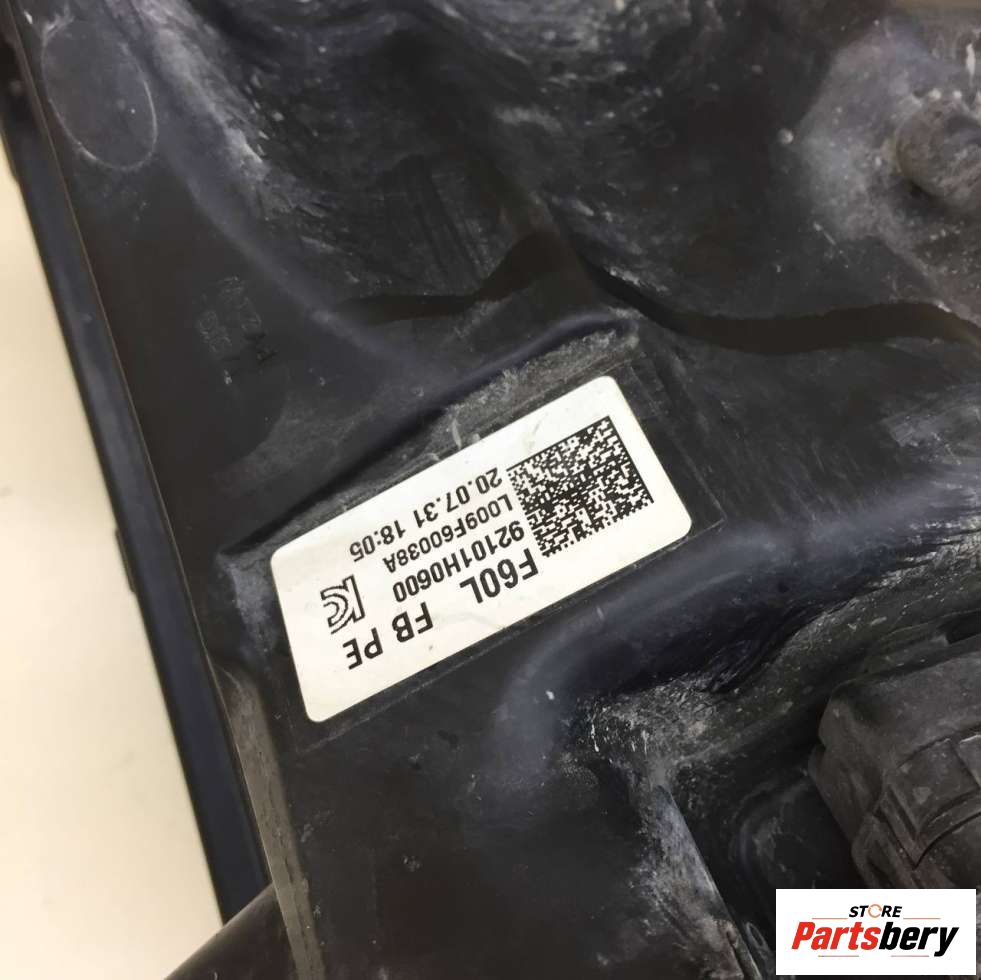 F60L FB PE
92101H0600
L009F60038A
20.07.31 18:05
STORE
Partsbery